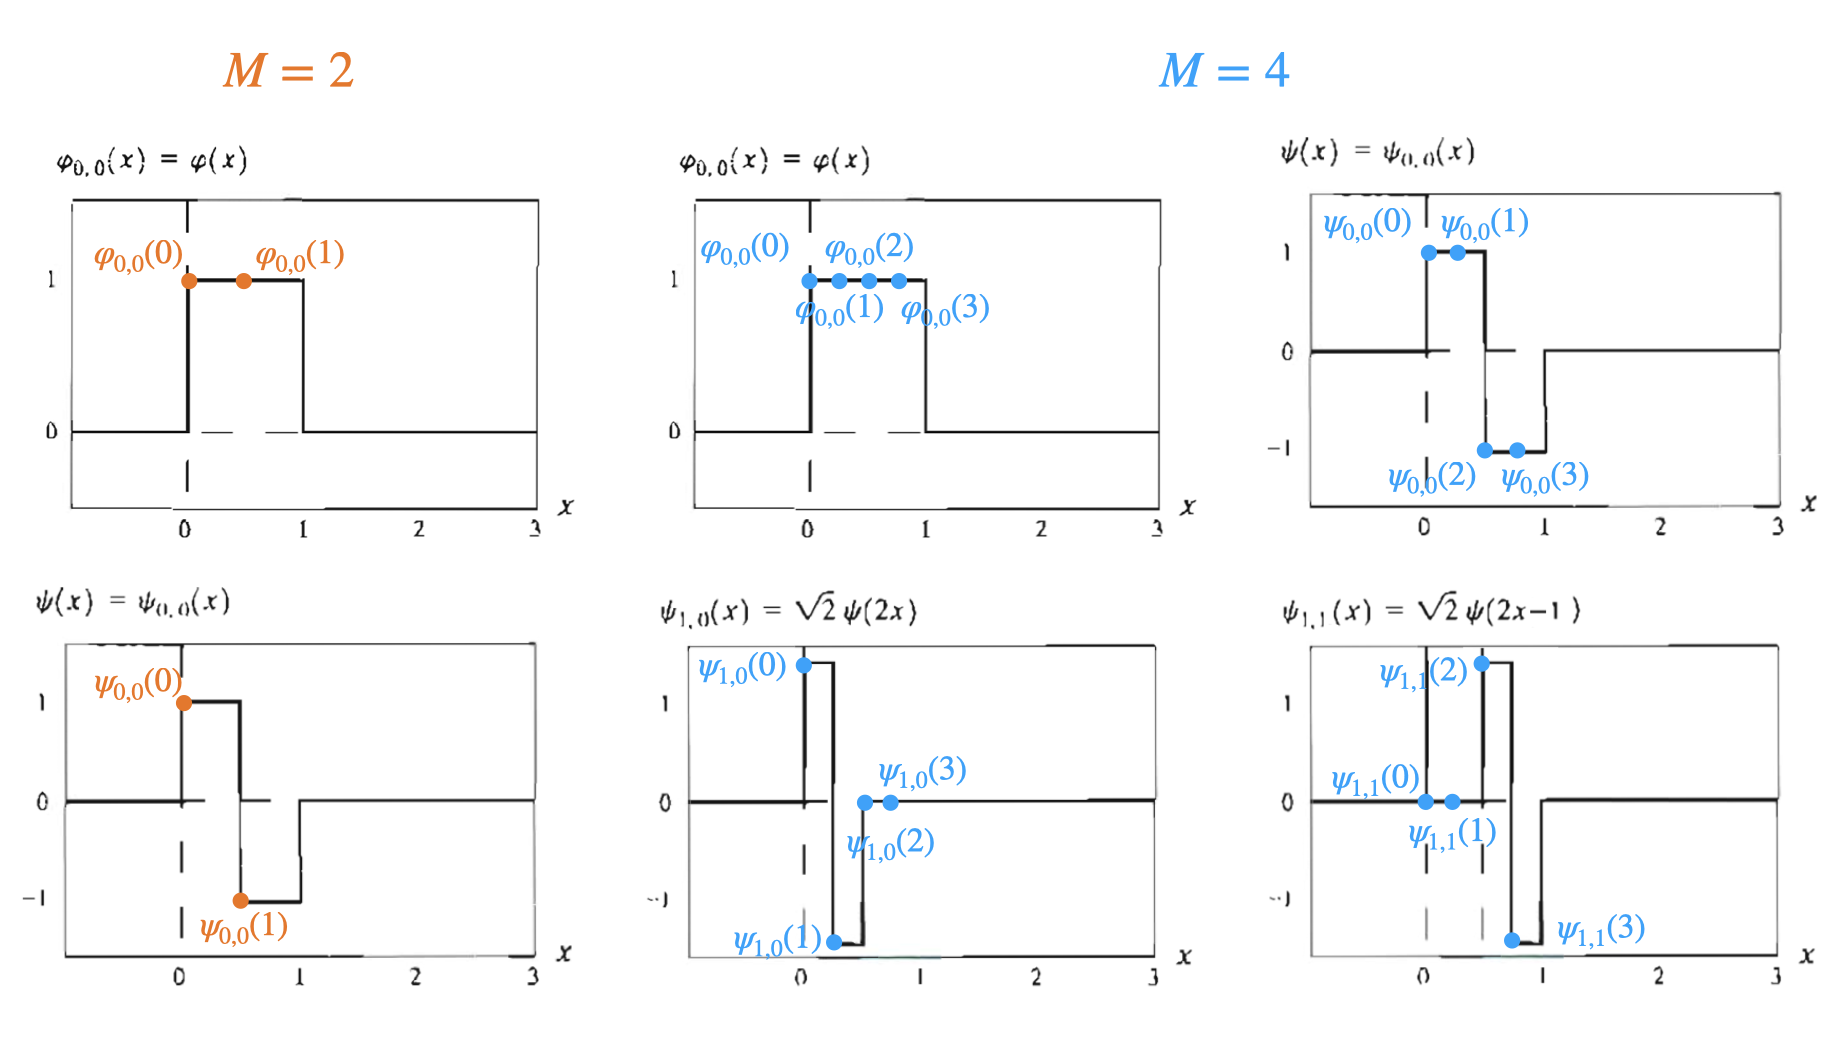 M = 2
M = 4
φ0,0(x) = φ(x)
φ0,0(0) φ0,0(1)
1
0
0 1 2 3 x
φ0,0(x) = φ(x)
φ0,0(0) φ0,0(2)
1
φ0,0(1) φ0,0(3)
0
0 1 2 3 x
ψ(x) = ψ0,0(x)
ψ0,0(0) ψ0,0(1)
1
0
-1
ψ0,0(2) ψ0,0(3)
0 1 2 3 x
ψ(x) = ψ0,0(x)
ψ0,0(0)
1
0
-1
ψ0,0(1)
0 1 2 3 x
ψ1,0(x) = √2 ψ(2x)
ψ1,0(0)
1
ψ1,0(3)
0
ψ1,0(2)
-1
ψ1,0(1)
0 1 2 3 x
ψ1,1(x) = √2 ψ(2x-1)
ψ1,1(2)
1
ψ1,1(0)
0
ψ1,1(1)
-1
ψ1,1(3)
0 1 2 3 x